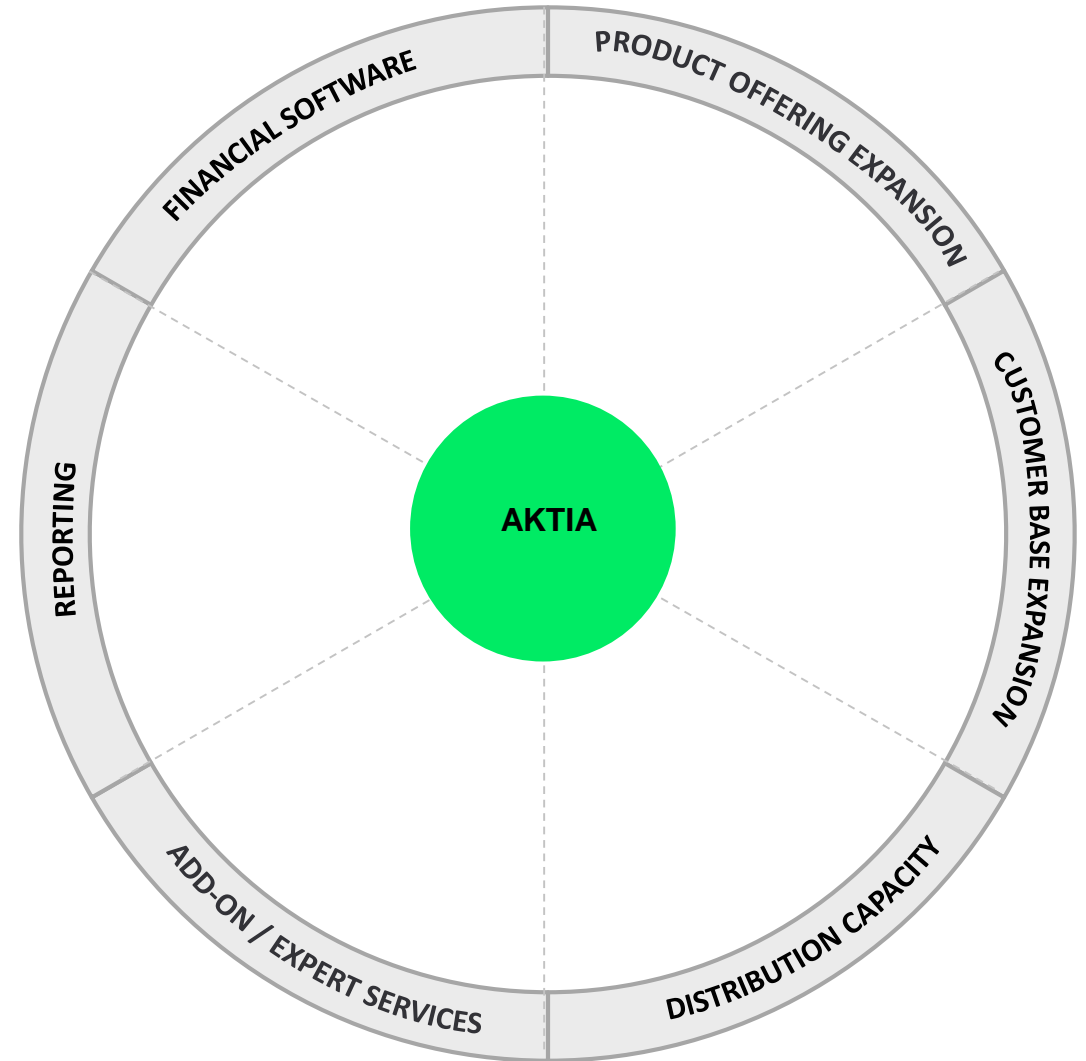 FINANCIAL SOFTWARE
PRODUCT OFFERING EXPANSION
CUSTOMER BASE EXPANSION
AKTIA
REPORTING
ADD-ON / EXPERT SERVICES
DISTRIBUTION CAPACITY